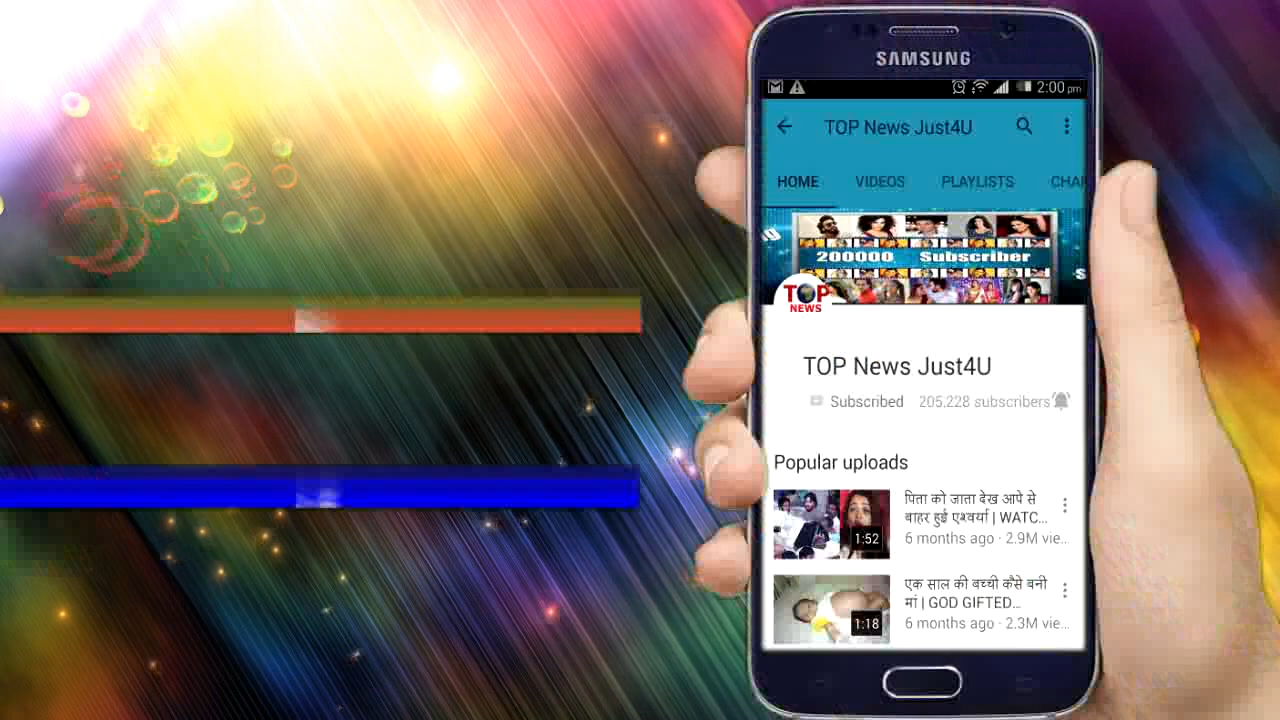 SAMSUNG
2:00 pm
TOP News Just4U
HOME VIDEOS PLAYLISTS CHA
200000 Subscriber
TOP
NEWS
TOP News Just4U
Subscribed 205,228 subscribers
Popular uploads
पिता को जाता देख आपे से
बाहर हुई एश्वर्या | WATC...
6 months ago · 2.9M vie...
1:52
एक साल की बच्ची कैसे बनी
मां | GOD GIFTED...
6 months ago · 2.3M vie...
1:18